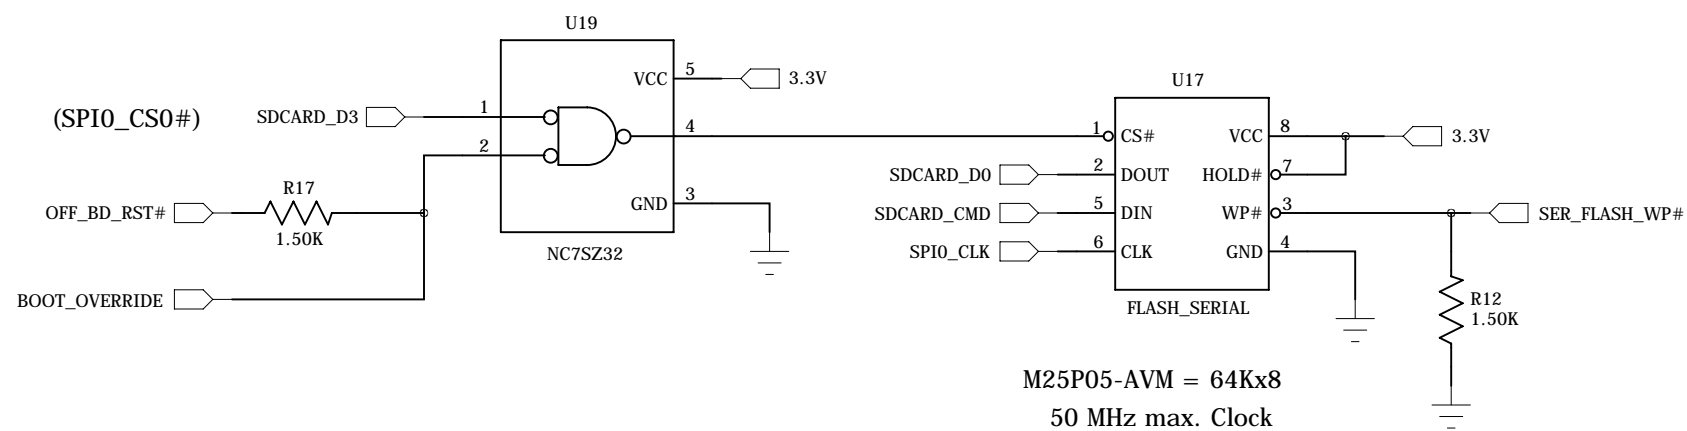 U19
VCC 5 3.3V
U17
(SPI0_CS0#) SDCARD_D3 1
4 1 CS# VCC 8 3.3V
2
R17 SDCARD_D0 2 DOUT HOLD# 7
OFF_BD_RST# GND 3 SDCARD_CMD 5 DIN WP# 3 SER_FLASH_WP#
1.50K
NC7SZ32 SPI0_CLK 6 CLK GND 4
BOOT_OVERRIDE R12
FLASH_SERIAL 1.50K
M25P05-AVM = 64Kx8
50 MHz max. Clock